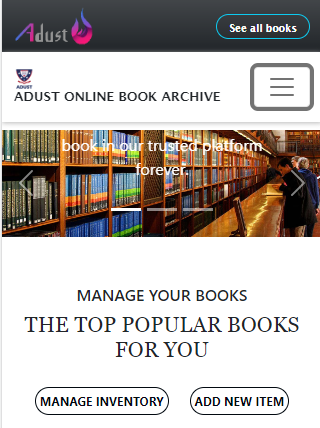 Adust
See all books
ADUST
ADUST ONLINE BOOK ARCHIVE
book in our trusted platform
forever.
MANAGE YOUR BOOKS
THE TOP POPULAR BOOKS
FOR YOU
MANAGE INVENTORY
ADD NEW ITEM